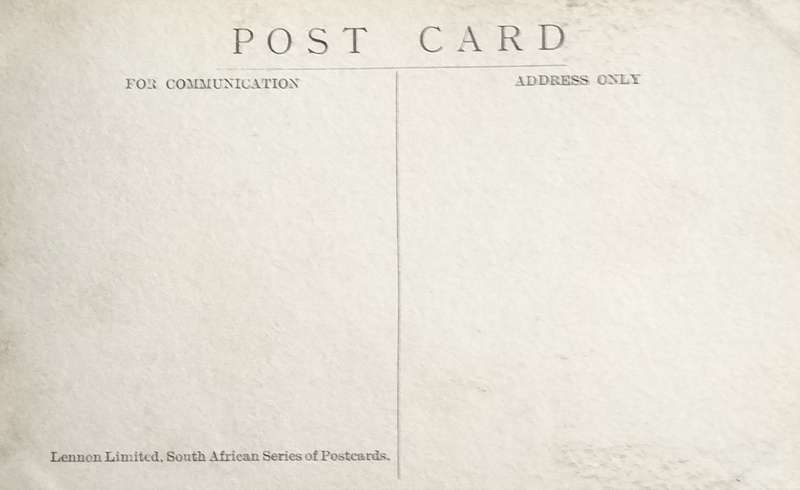 POST CARD
FOR COMMUNICATION
ADDRESS ONLY
Lennon Limited, South African Series of Postcards.